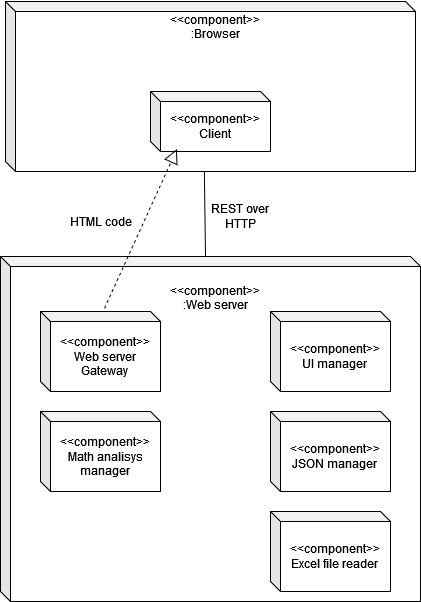 <<component>>
:Browser
<<component>>
Client
HTML code
REST over
HTTP
<<component>>
:Web server
<<component>>
Web server
Gateway
<<component>>
UI manager
<<component>>
Math analisys
manager
<<component>>
JSON manager
<<component>>
Excel file reader